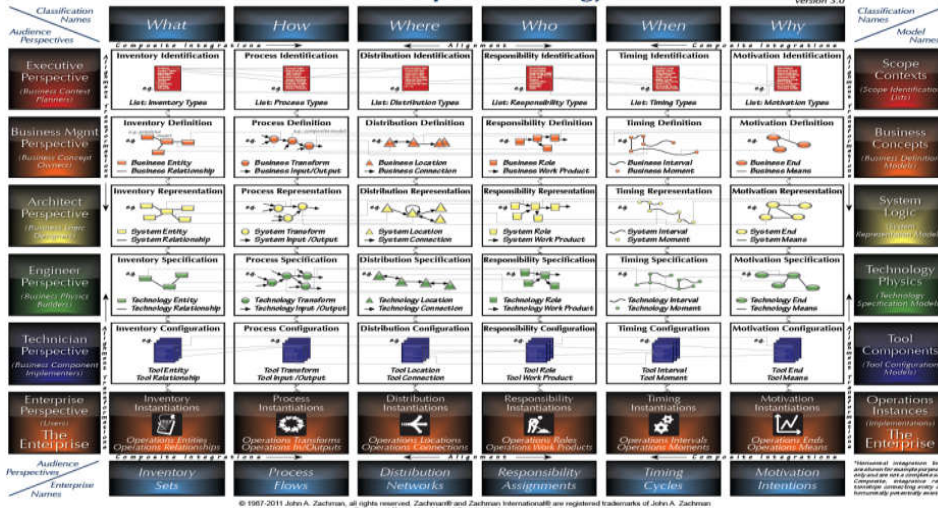 Version 3.0
Classification
Names
What
How
Where
Who
When
Why
Classification
Names
Audience
Perspectives
Model
Names
Composite Integrations
Alignment
Composite Integrations
Executive
Perspective
(Business Context
Planners)
Inventory Identification
List: Inventory Types
Process Identification
List: Process Types
Distribution Identification
List: Distribution Types
Responsibility Identification
List: Responsibility Types
Timing Identification
List: Timing Types
Motivation Identification
List: Motivation Types
Scope
Contexts
(Scope Identification
Lists)
Business Mgmt
Perspective
(Business Concept
Owners)
Inventory Definition
Business Entity
Business Relationship
Process Definition
Business Transform
Business Input/Output
Distribution Definition
e.g.
Business Location
Business Connection
Responsibility Definition
e.g.
Business Role
Business Work Product
Timing Definition
e.g.
Business Interval
Business Moment
Motivation Definition
e.g.
Business End
Business Means
Business
Concepts
(Business Definition
Models)
Architect
Perspective
Inventory Representation
e.g.
System Entity
System Relationship
Process Representation
e.g.
System Transform
System Input /Output
Distribution Representation
e.g.
System Location
System Connection
Responsibility Representation
e.g.
System Role
System Work Product
Timing Representation
e.g.
System Interval
System Moment
Motivation Representation
e.g.
System End
System Means
System
Logic
Engineer
Perspective
(Business Physics
Builders)
Inventory Specification
e.g.
Technology Entity
Technology Relationship
Process Specification
e.g.
Technology Transform
Technology Input /Output
Distribution Specification
e.g.
Technology Location
Technology Connection
Responsibility Specification
e.g.
Technology Role
Technology Work Product
Timing Specification
e.g.
Technology Interval
Technology Moment
Motivation Specification
e.g.
Technology End
Technology Means
Technology
Physics
(Technology
Specification Models)
Technician
Perspective
(Business Component
Implementers)
Inventory Configuration
e.g.
Tool Entity
Tool Relationship
Process Configuration
e.g.
Tool Transform
Tool Input /Output
Distribution Configuration
e.g.
Tool Location
Tool Connection
Responsibility Configuration
e.g.
Tool Role
Tool Work Product
Timing Configuration
e.g.
Tool Interval
Tool Moment
Motivation Configuration
e.g.
Tool End
Tool Means
Tool
Components
(Tool Configuration
Models)
Enterprise
Perspective
(Users)
The
Enterprise
Inventory
Instantiations
Operations Entities
Operations Relationships
Process
Instantiations
Operations Transforms
Operations In/Outputs
Distribution
Instantiations
Operations Locations
Operations Connections
Responsibility
Instantiations
Operations Roles
Operations Work Products
Timing
Instantiations
Operations Intervals
Operations Moments
Motivation
Instantiations
Operations Ends
Operations Means
Operations
Instances
(Implementations)
The
Enterprise
Composite Integrations
Alignment
Composite Integrations
Audience
Perspectives
Enterprise
Names
Inventory
Sets
Process
Flows
Distribution
Networks
Responsibility
Assignments
Timing
Cycles
Motivation
Intentions
© 1987-2011 John A. Zachman, all rights reserved. Zachman® and Zachman International® are registered trademarks of John A. Zachman